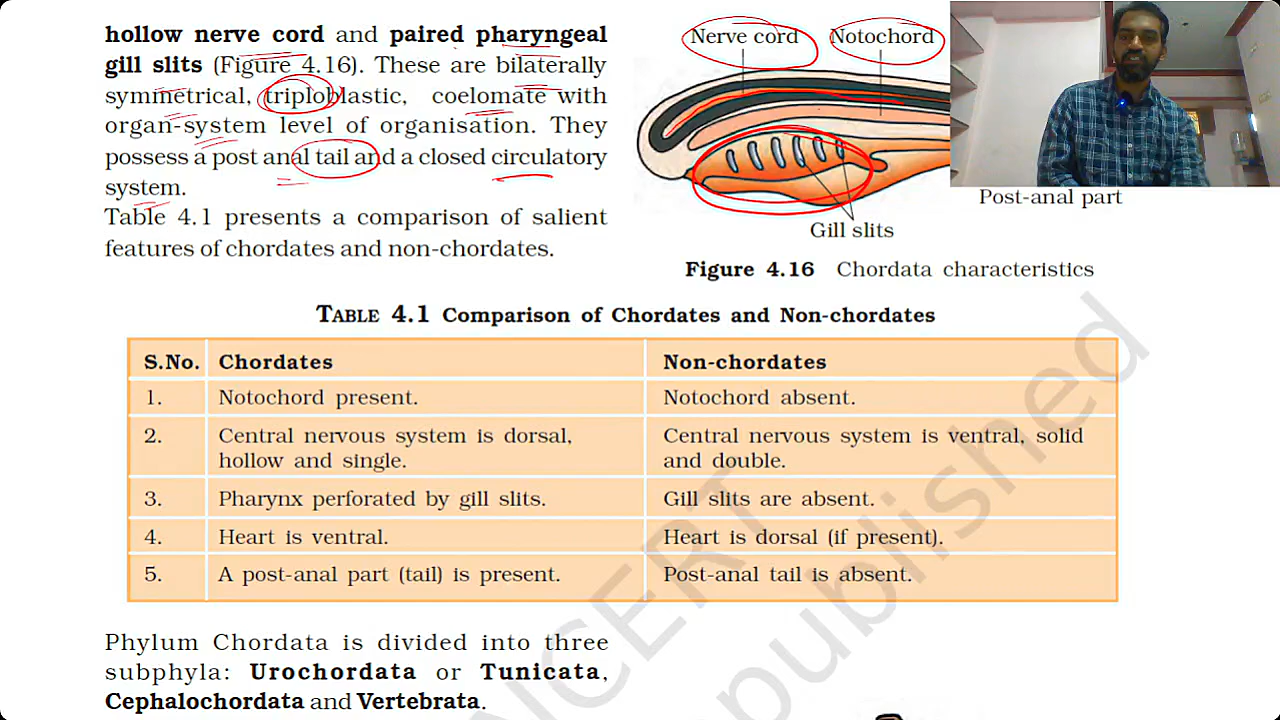 hollow nerve cord and paired pharyngeal
gill slits (Figure 4.16). These are bilaterally
symmetrical, triploblastic, coelomate with
organ-system level of organisation. They
possess a post anal tail and a closed circulatory
system.
Table 4.1 presents a comparison of salient
features of chordates and non-chordates.
Nerve cord Notochord
Post-anal part
Gill slits
Figure 4.16 Chordata characteristics
TABLE 4.1 Comparison of Chordates and Non-chordates
S.No. Chordates Non-chordates
1. Notochord present. Notochord absent.
2. Central nervous system is dorsal, Central nervous system is ventral, solid
hollow and single. and double.
3. Pharynx perforated by gill slits. Gill slits are absent.
4. Heart is ventral. Heart is dorsal (if present).
5. A post-anal part (tail) is present. Post-anal tail is absent.
Phylum Chordata is divided into three
subphyla: Urochordata or Tunicata,
Cephalochordata and Vertebrata.
NCERT
published